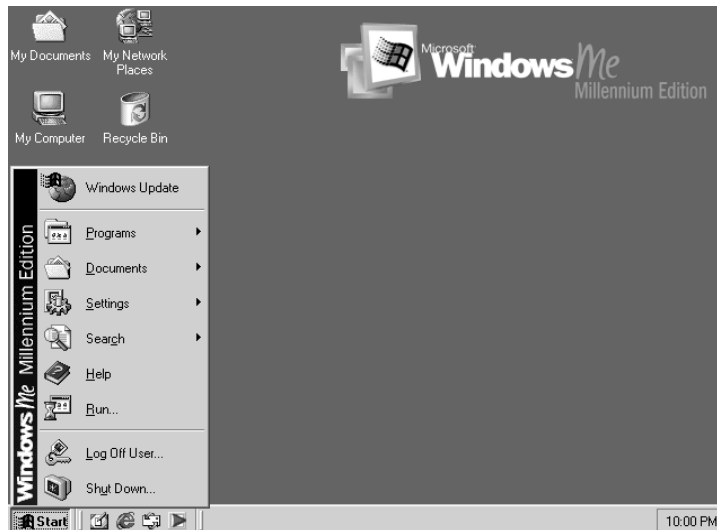 My Documents
My Network
Places
My Computer
Recycle Bin
Microsoft
Windows Me
Millennium Edition
Windows Update
Programs
Documents
Settings
Search
Help
Run...
Log Off User...
Shut Down...
Windows Me Millennium Edition
Start
10:00 PM